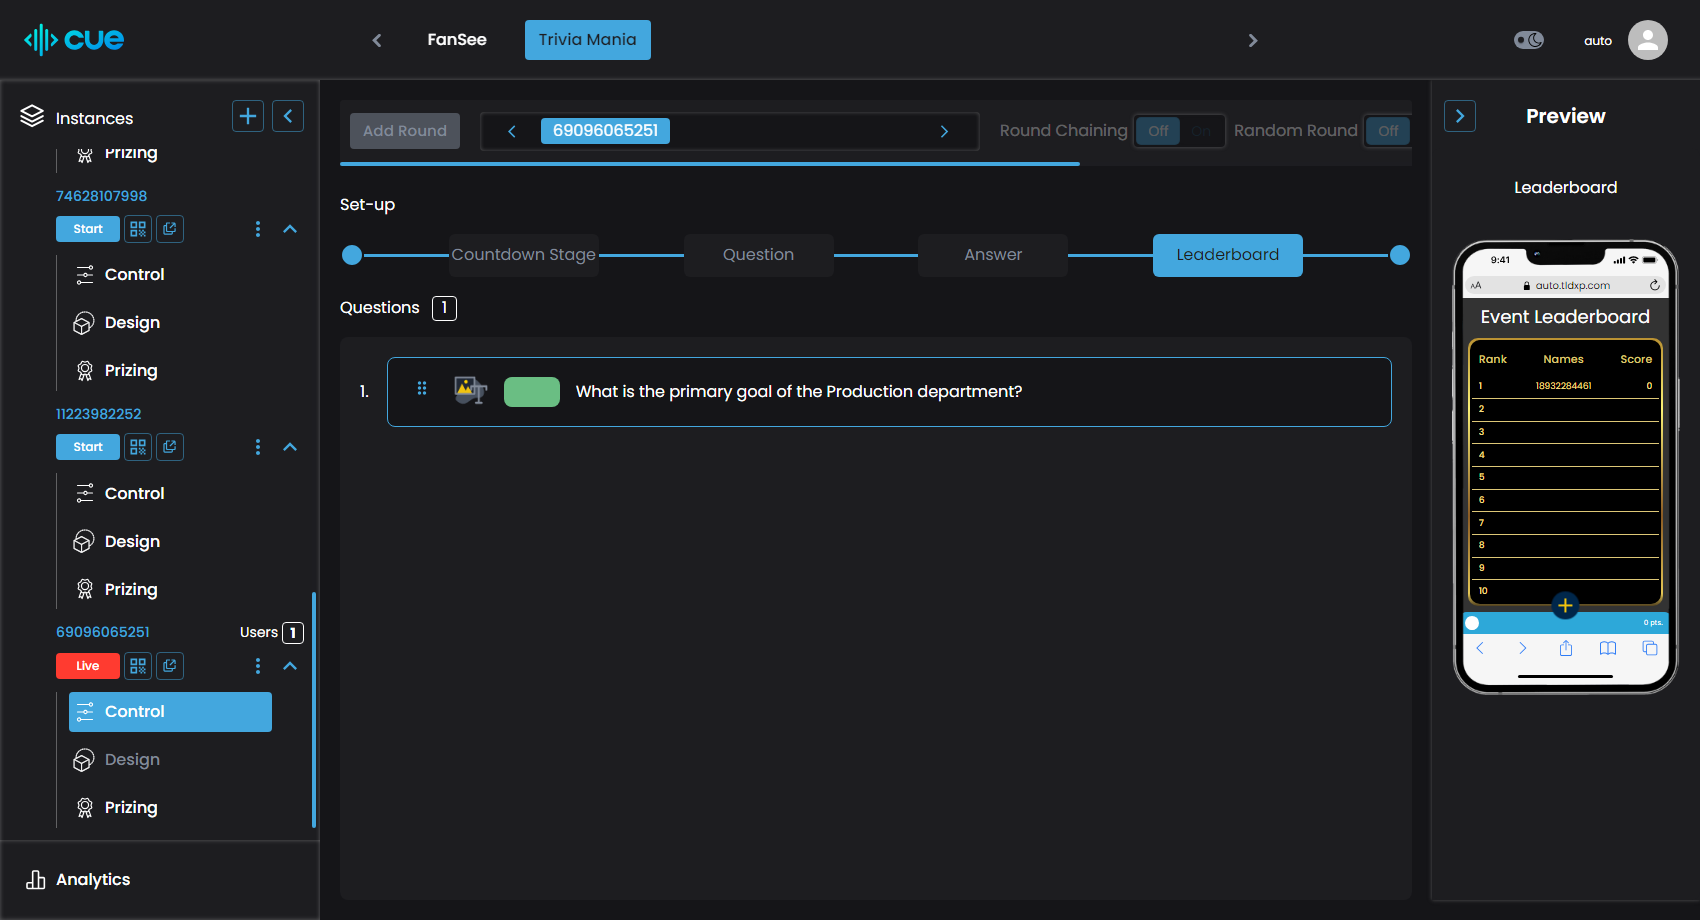 cue
FanSee
Trivia Mania
auto
Instances
Prizing
74628107998
Start
Control
Design
Prizing
11223982252
Start
Control
Design
Prizing
69096065251
Users 1
Live
Control
Design
Prizing
Analytics
Add Round
69096065251
Round Chaining
Off
On
Random Round
Off
Set-up
Countdown Stage
Question
Answer
Leaderboard
Questions 1
1.
What is the primary goal of the Production department?
Preview
Leaderboard
9:41
AA
auto.tldxp.com
Event Leaderboard
Rank Names Score
1 18932284461 0
2
3
4
5
6
7
8
9
10
0 pts.